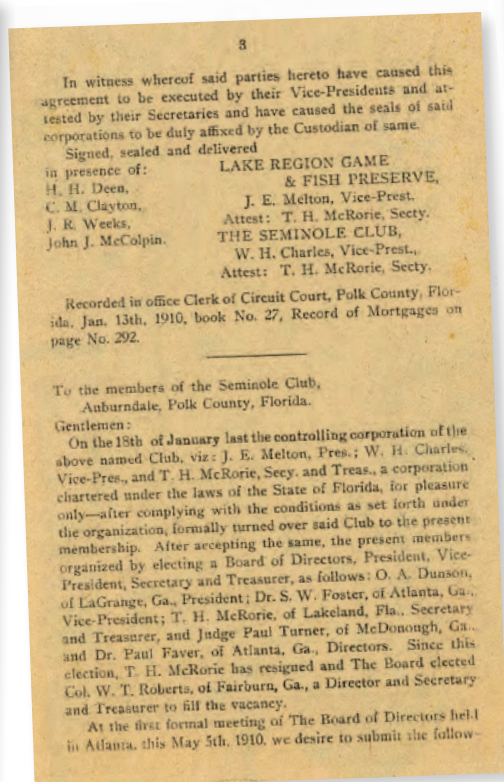 3
In witness whereof said parties hereto have caused this
agreement to be executed by their Vice-Presidents and at-
tested by their Secretaries and have caused the seals of said
corporations to be duly affixed by the Custodian of same.
Signed, sealed and delivered
in presence of:
H. H. Deen,
C. M. Clayton,
J. R. Weeks,
John J. McColpin.
LAKE REGION GAME
& FISH PRESERVE,
J. E. Melton, Vice-Prest.
Attest: T. H. McRorie, Secty.
THE SEMINOLE CLUB,
W. H. Charles, Vice-Prest.,
Attest: T. H. McRorie, Secty.
Recorded in office Clerk of Circuit Court, Polk County, Flor-
ida, Jan. 13th, 1910, book No. 27, Record of Mortgages on
page No. 292.
To the members of the Seminole Club,
Auburndale, Polk County, Florida.
Gentlemen:
On the 18th of January last the controlling corporation of the
above named Club, viz: J. E. Melton, Pres.; W. H. Charles,
Vice-Pres., and T. H. McRorie, Secy. and Treas., a corporation
chartered under the laws of the State of Florida, for pleasure
only—after complying with the conditions as set forth under
the organization, formally turned over said Club to the present
membership. After accepting the same, the present members
organized by electing a Board of Directors, President, Vice-
President, Secretary and Treasurer, as follows: O. A. Dunson,
of LaGrange, Ga., President; Dr. S. W. Foster, of Atlanta, Ga.,
Vice-President; T. H. McRorie, of Lakeland, Fla., Secretary
and Treasurer, and Judge Paul Turner, of McDonough, Ga.,
and Dr. Paul Faver, of Atlanta, Ga., Directors. Since this
election, T. H. McRorie has resigned and The Board elected
Col. W. T. Roberts, of Fairburn, Ga., a Director and Secretary
and Treasurer to fill the vacancy.
At the first formal meeting of The Board of Directors held
in Atlanta, this May 5th, 1910, we desire to submit the follow-